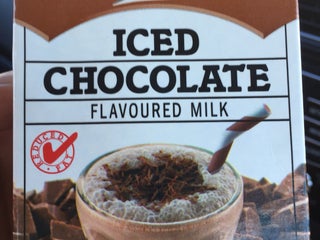 ICED
CHOCOLATE
FLAVOURED MILK
REDUCED
FAT